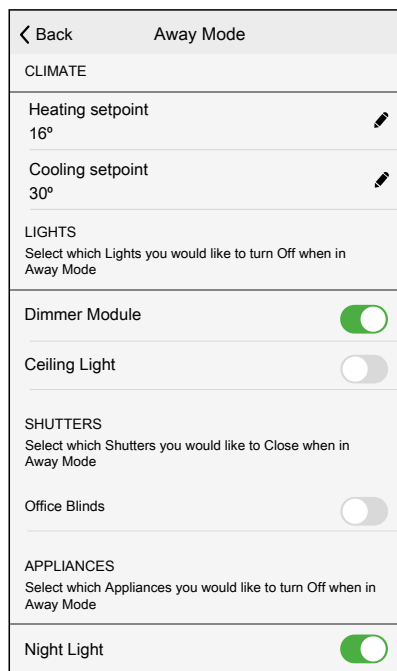 Back
Away Mode
CLIMATE
Heating setpoint
16º
Cooling setpoint
30º
LIGHTS
Select which Lights you would like to turn Off when in
Away Mode
Dimmer Module
Ceiling Light
SHUTTERS
Select which Shutters you would like to Close when in
Away Mode
Office Blinds
APPLIANCES
Select which Appliances you would like to turn Off when in
Away Mode
Night Light